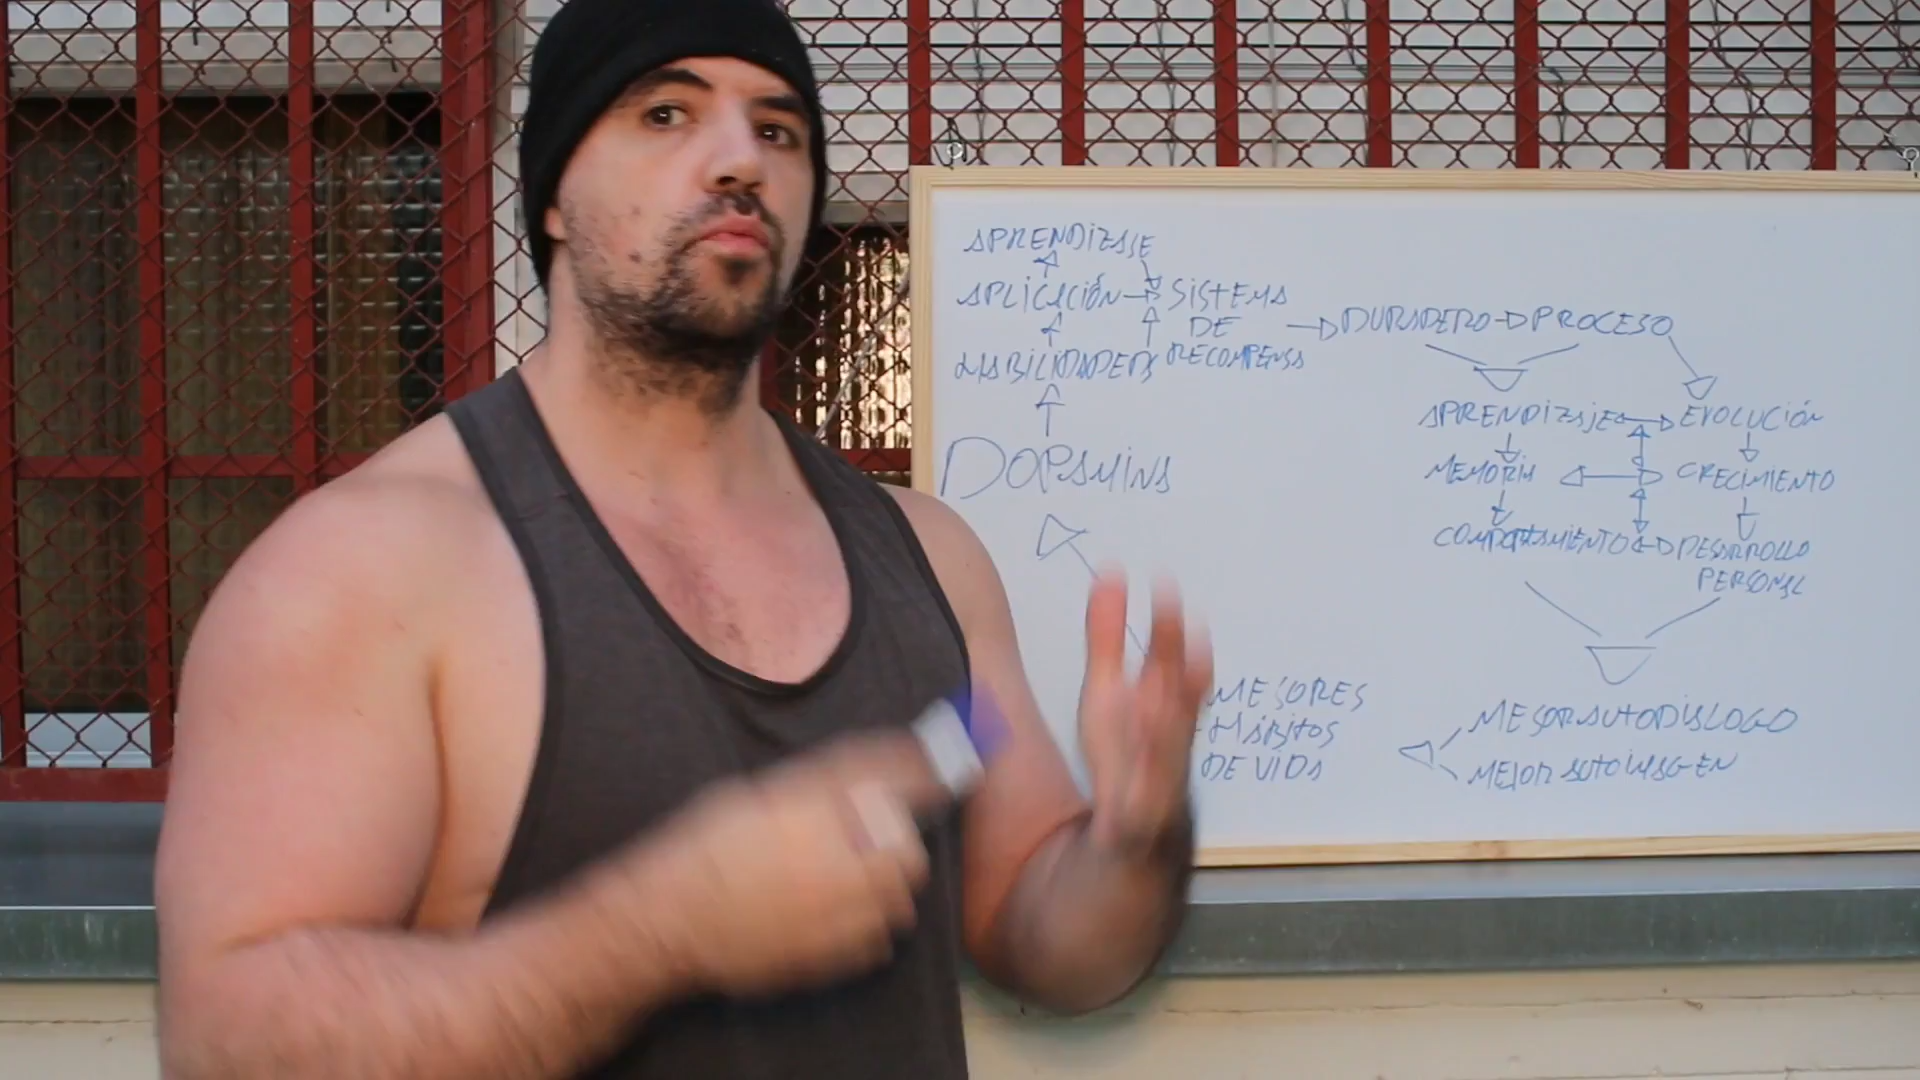 APRENDIZAJE
APLICACIÓN
HABILIDADES
SISTEMA
DE
RECOMPENSA
DURADERO
PROCESO
DOPAMINA
APRENDIZAJE
EVOLUCIÓN
MEMORIA
CRECIMIENTO
COMPORTAMIENTO
DESARROLLO
PERSONAL
MEJOR AUTODIALOGO
MEJOR AUTOIMAGEN
MEJORES
HÁBITOS
DE VIDA